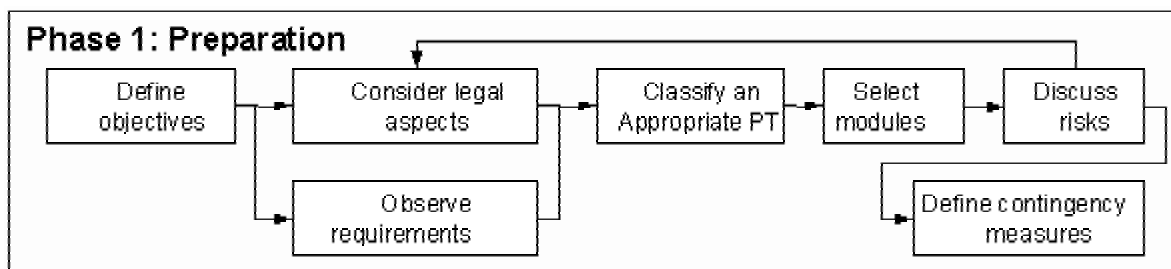 Phase 1: Preparation
Define
objectives
Consider legal
aspects
Classify an
Appropriate PT
Select
modules
Discuss
risks
Observe
requirements
Define contingency
measures